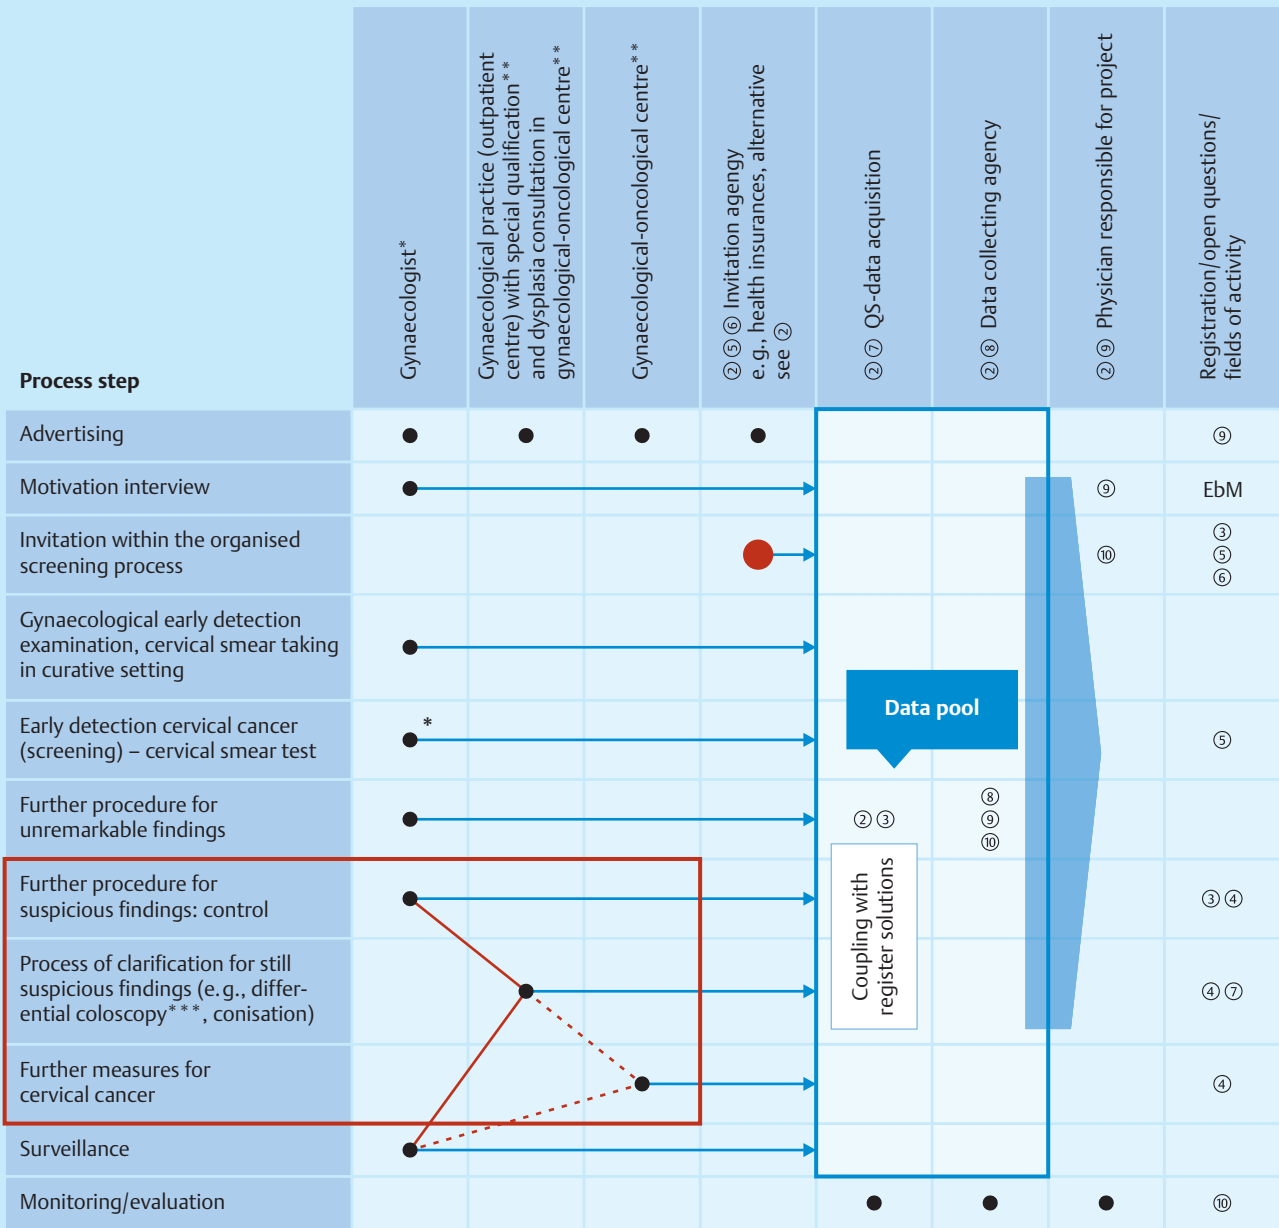 Process step
Gynaecologist*
Gynaecological practice (outpatient
centre) with special qualification**
and dysplasia consultation in
gynaecological-oncological centre**
Gynaecological-oncological centre**
②⑤⑥ Invitation agency
e.g., health insurances, alternative
see ②
②⑦ QS-data acquisition
②⑧ Data collecting agency
②⑨ Physician responsible for project
Registration/open questions/
fields of activity
Advertising
⑨
Motivation interview
⑨
EbM
Invitation within the organised
screening process
⑩
③
⑤
⑥
Gynaecological early detection
examination, cervical smear taking
in curative setting
Data pool
Early detection cervical cancer
(screening) – cervical smear test
*
⑤
Further procedure for
unremarkable findings
②③
⑧
⑨
⑩
Coupling with
register solutions
Further procedure for
suspicious findings: control
③④
Process of clarification for still
suspicious findings (e.g., differ-
ential coloscopy***, conisation)
④⑦
Further measures for
cervical cancer
④
Surveillance
Monitoring/evaluation
⑩